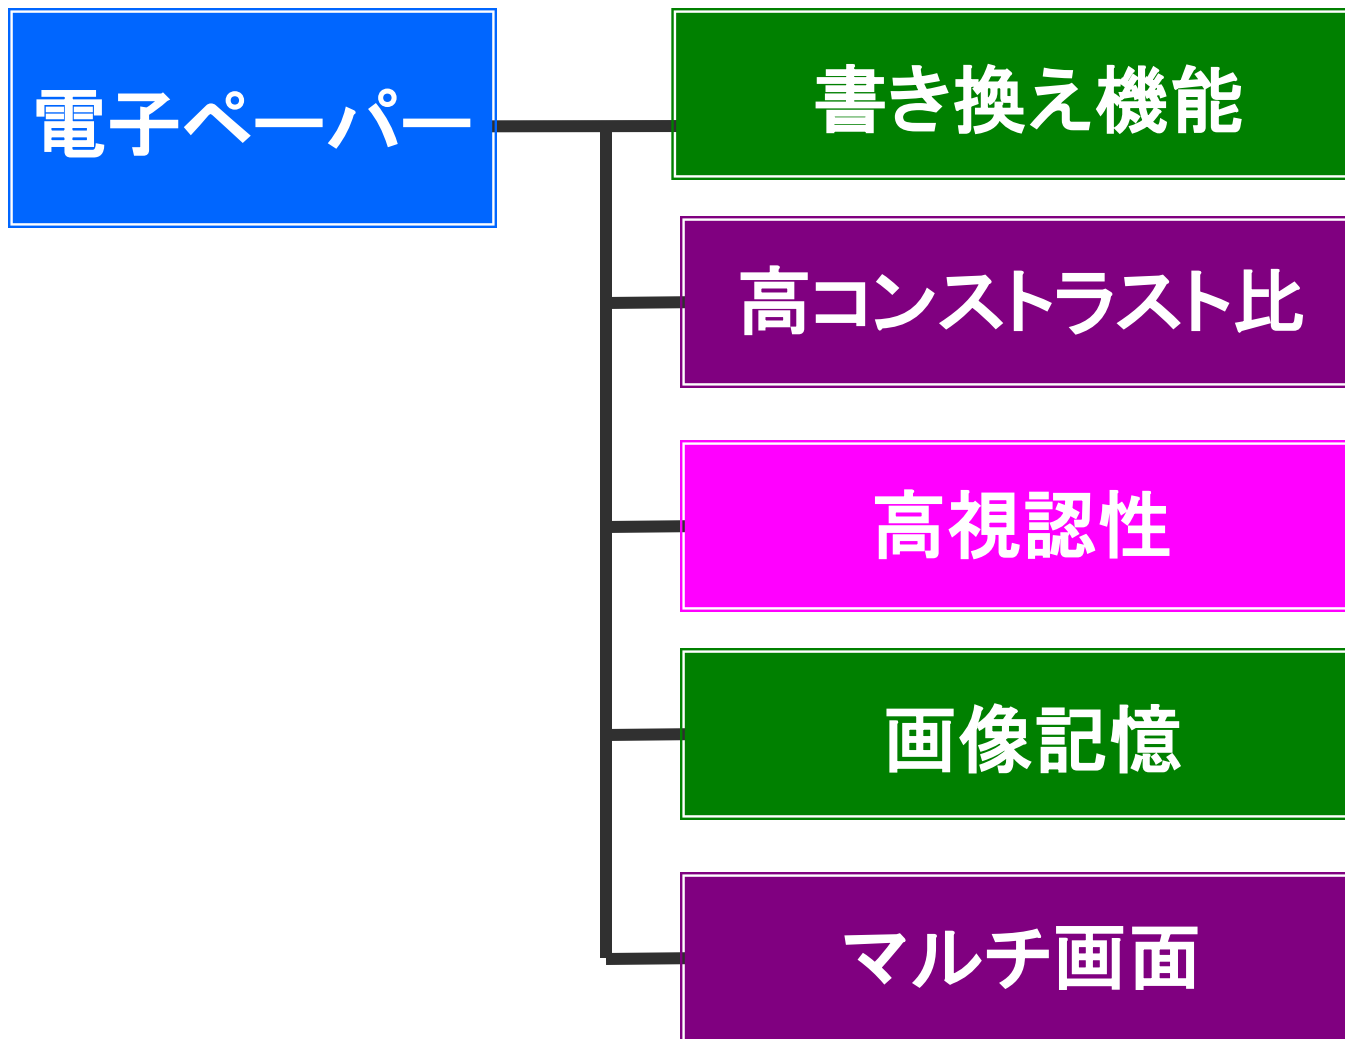 電子ペーパー
書き換え機能
高コントラスト比
高視認性
画像記憶
マルチ画面